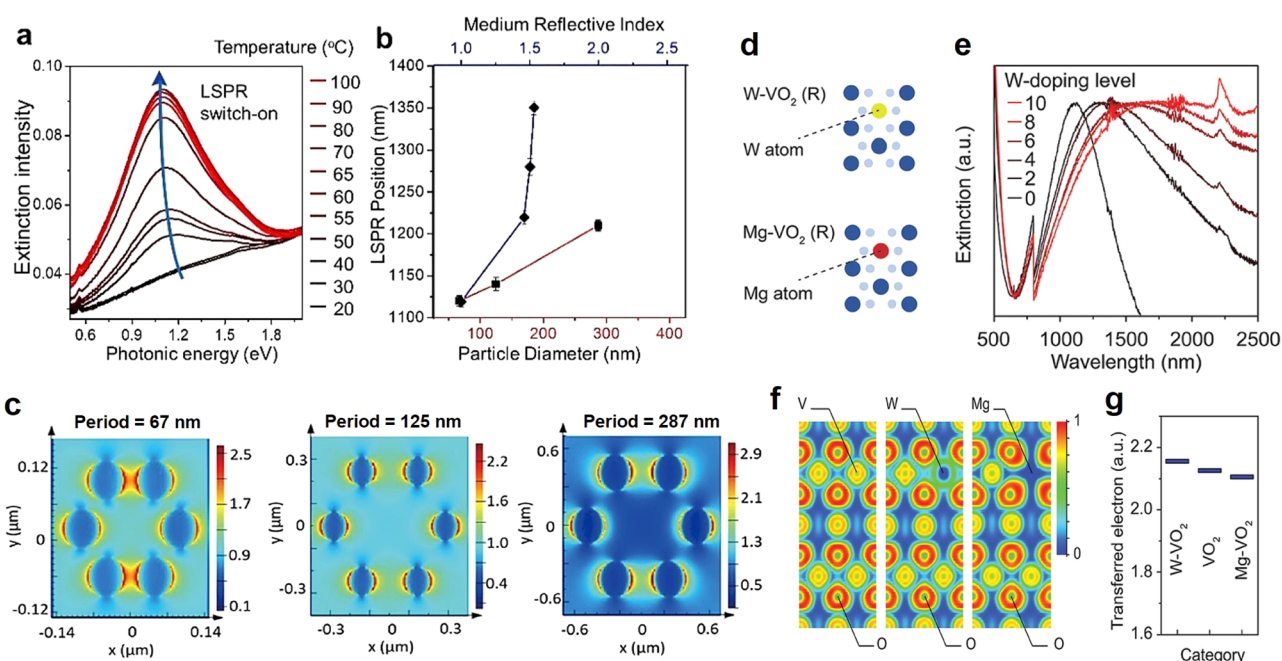 a
Temperature (°C)
LSPR
switch-on
100
90
80
70
65
60
55
50
40
30
20
0.10
0.08
0.06
0.04
Extinction intensity
0.6
1.2
1.8
Photonic energy (eV)
b
Medium Reflective Index
1.0
1.5
2.0
2.5
1400
1350
1300
1250
1200
1150
1100
LSPR Position (nm)
100
200
300
400
Particle Diameter (nm)
d
W-VO₂ (R)
W atom
Mg-VO₂ (R)
Mg atom
e
W-doping level
10
8
6
4
2
0
Extinction (a.u.)
500
1000
1500
2000
2500
Wavelength (nm)
c
Period = 67 nm
0.12
0
-0.12
y (μm)
-0.14
0
0.14
x (μm)
2.5
1.7
0.9
0.1
Period = 125 nm
0.3
0
-0.3
y (μm)
-0.3
0
0.3
x (μm)
2.2
1.6
1.0
0.4
Period = 287 nm
0.6
0
-0.6
y (μm)
-0.6
0
0.6
x (μm)
2.9
2.1
1.3
0.5
f
V
W
Mg
1
0
O
O
O
g
2.2
2.0
1.8
1.6
Transferred electron (a.u.)
W-VO₂
VO₂
Mg-VO₂
Category